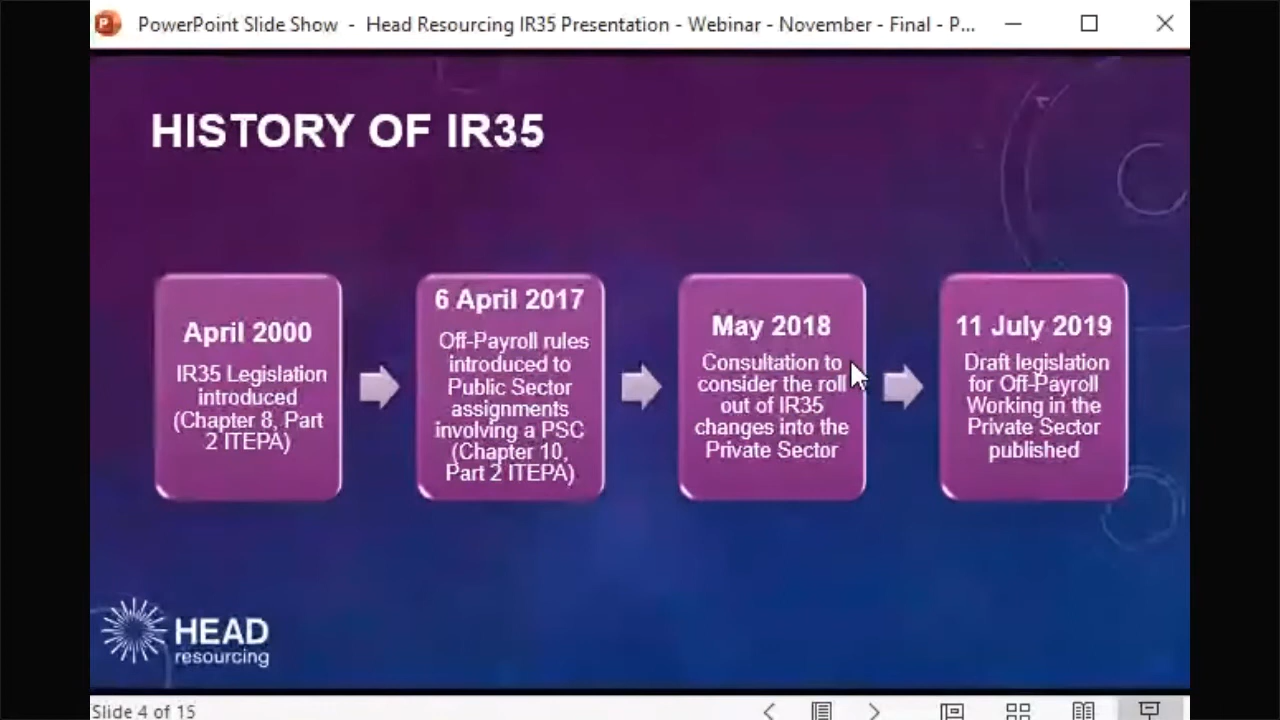 PowerPoint Slide Show - Head Resourcing IR35 Presentation - Webinar - November - Final - P...
HISTORY OF IR35
April 2000
IR35 Legislation
introduced
(Chapter 8, Part
2 ITEPA)
6 April 2017
Off-Payroll rules
introduced to
Public Sector
assignments
involving a PSC
(Chapter 10,
Part 2 ITEPA)
May 2018
Consultation to
consider the roll
out of IR35
changes into the
Private Sector
11 July 2019
Draft legislation
for Off-Payroll
Working in the
Private Sector
published
HEAD
resourcing
Slide 4 of 15